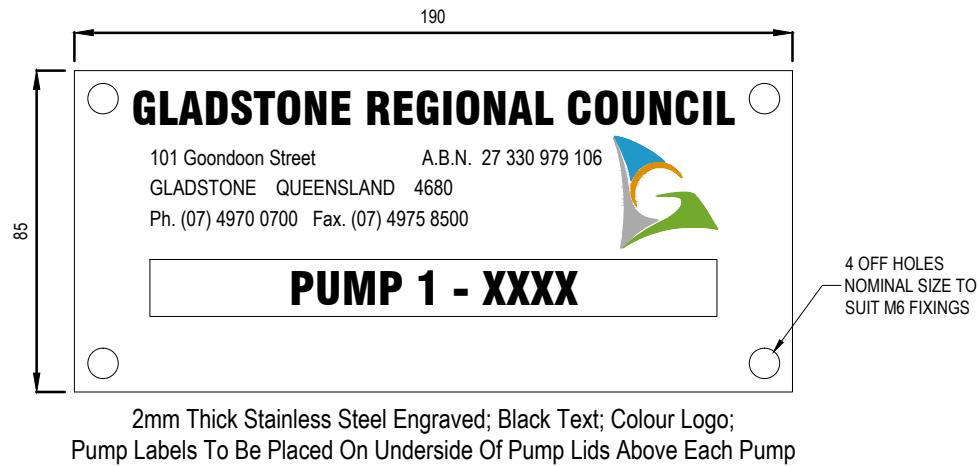 190
GLADSTONE REGIONAL COUNCIL
101 Goondoon Street A.B.N. 27 330 979 106
GLADSTONE QUEENSLAND 4680
Ph. (07) 4970 0700 Fax. (07) 4975 8500
85
PUMP 1 - XXXX
4 OFF HOLES
NOMINAL SIZE TO
SUIT M6 FIXINGS
2mm Thick Stainless Steel Engraved; Black Text; Colour Logo;
Pump Labels To Be Placed On Underside Of Pump Lids Above Each Pump